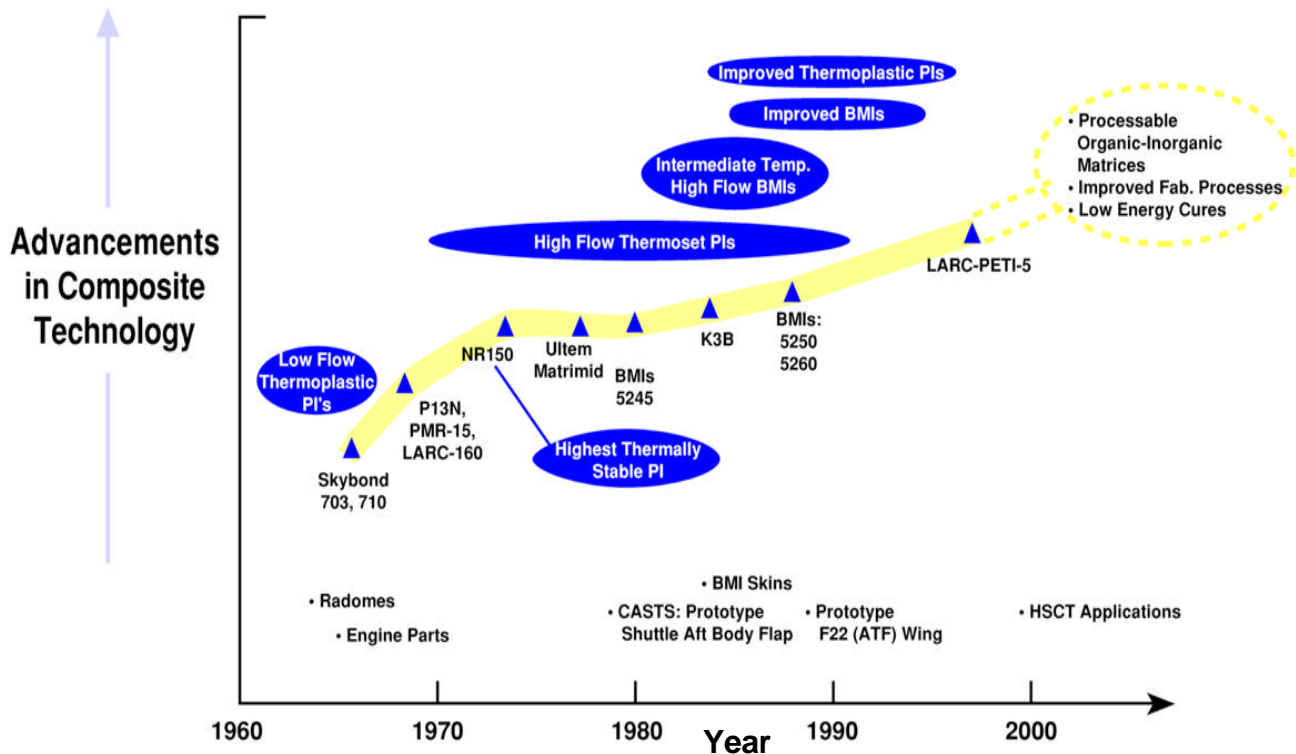 Advancements
in Composite
Technology
Improved Thermoplastic PIs
Improved BMIs
Intermediate Temp.
High Flow BMIs
High Flow Thermoset PIs
• Processable
Organic-Inorganic
Matrices
• Improved Fab. Processes
• Low Energy Cures
LARC-PETI-5
BMIs:
5250
5260
K3B
BMIs
5245
Ultem
Matrimid
NR150
Low Flow
Thermoplastic
PI's
P13N,
PMR-15,
LARC-160
Highest Thermally
Stable PI
Skybond
703, 710
• Radomes
• Engine Parts
• BMI Skins
• CASTS: Prototype
Shuttle Aft Body Flap
• Prototype
F22 (ATF) Wing
• HSCT Applications
1960
1970
1980
1990
2000
Year